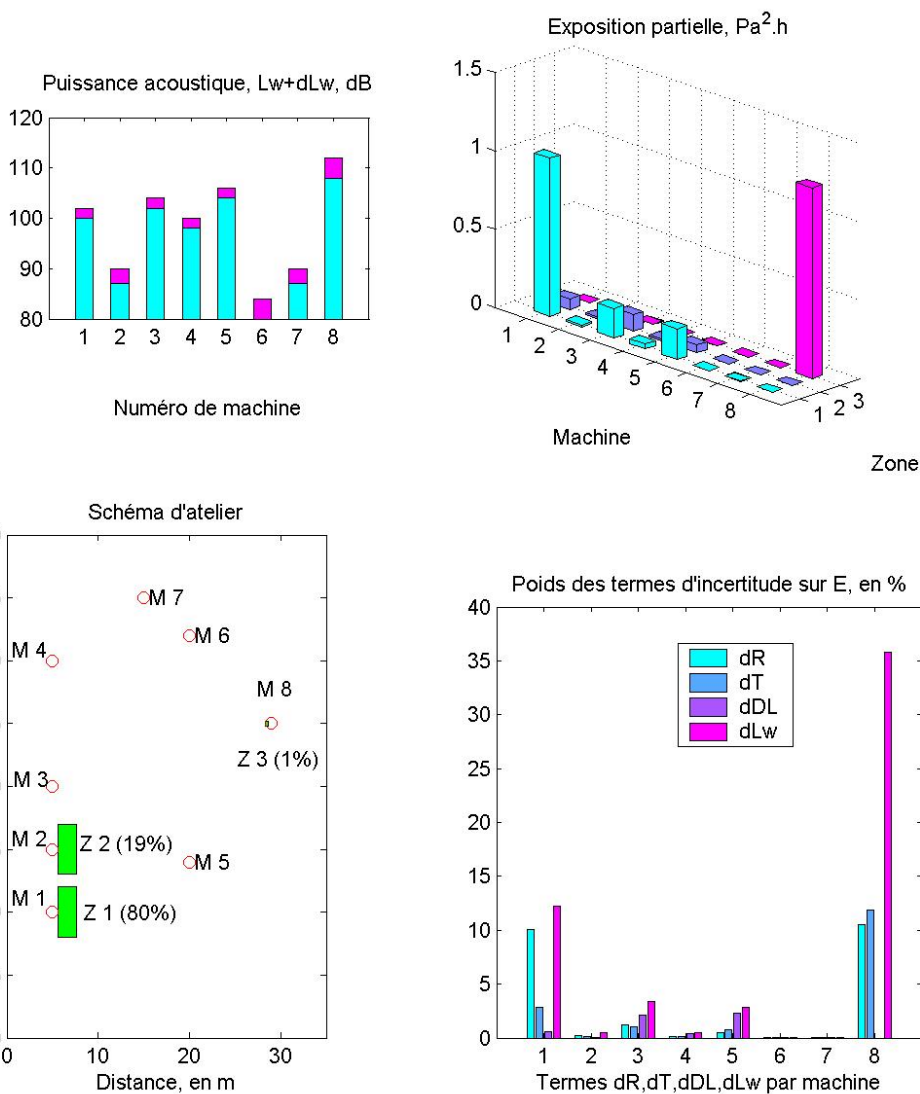 Puissance acoustique, Lw+dLw, dB
120
110
100
90
80
1 2 3 4 5 6 7 8
Numéro de machine
Exposition partielle, Pa².h
1.5
1
0.5
0
1
2
3
4
5
6
7
8
1
2
3
Machine
Zone
Schéma d'atelier
M 7
M 6
M 4
M 8
Z 3 (1%)
M 3
M 2
Z 2 (19%)
M 5
M 1
Z 1 (80%)
0 10 20 30
Distance, en m
Poids des termes d'incertitude sur E, en %
40
35
30
25
20
15
10
5
0
dR
dT
dDL
dLw
1 2 3 4 5 6 7 8
Termes dR,dT,dDL,dLw par machine